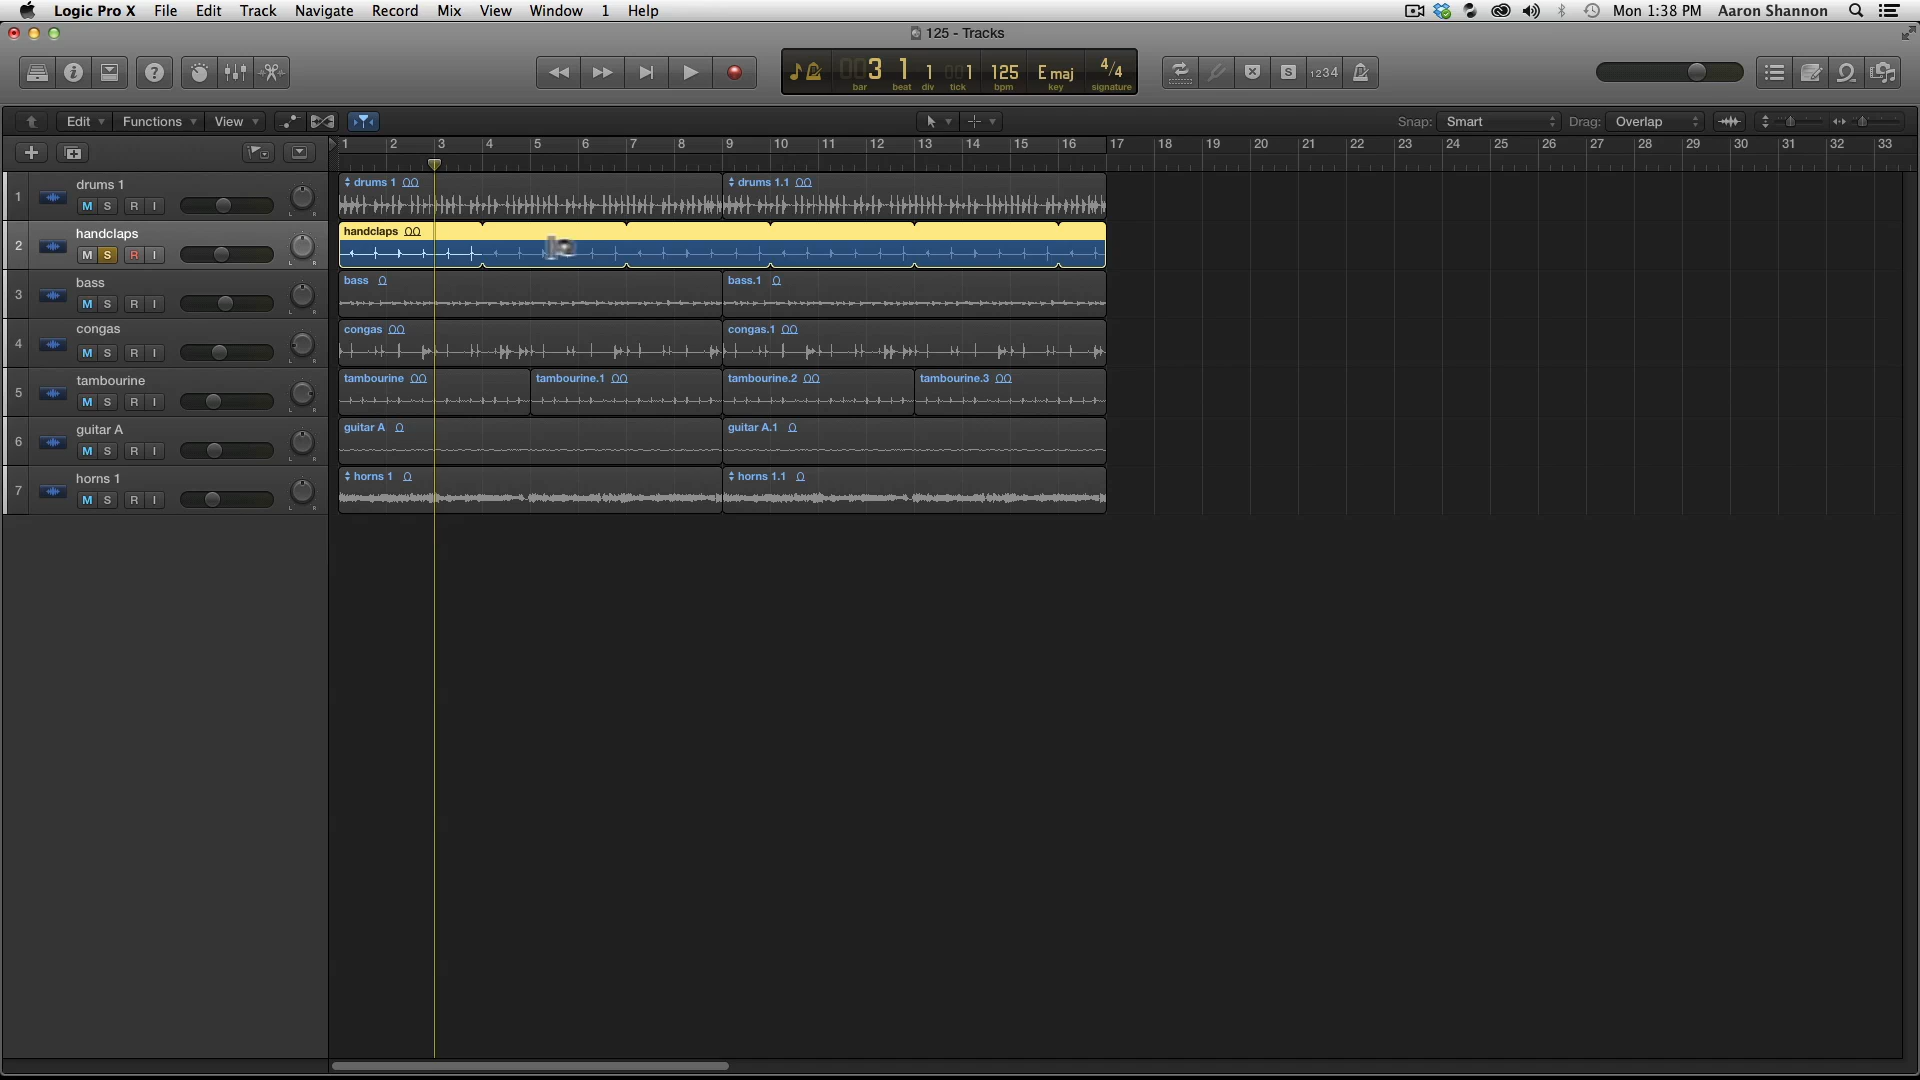 Logic Pro X File Edit Track Navigate Record Mix View Window 1 Help Mon 1:38 PM Aaron Shannon
125 - Tracks
3 1 1 1 125 E maj 4/4
bar beat div tick bpm key signature
S 1234
Edit Functions View Snap: Smart Drag: Overlap
1 2 3 4 5 6 7 8 9 10 11 12 13 14 15 16 17 18 19 20 21 22 23 24 25 26 27 28 29 30 31 32 33
1 drums 1 M S R I L R drums 1 drums 1.1
2 handclaps M S R I L R handclaps
3 bass M S R I L R bass bass.1
4 congas M S R I L R congas congas.1
5 tambourine M S R I L R tambourine tambourine.1 tambourine.2 tambourine.3
6 guitar A M S R I L R guitar A guitar A.1
7 horns 1 M S R I L R horns 1 horns 1.1